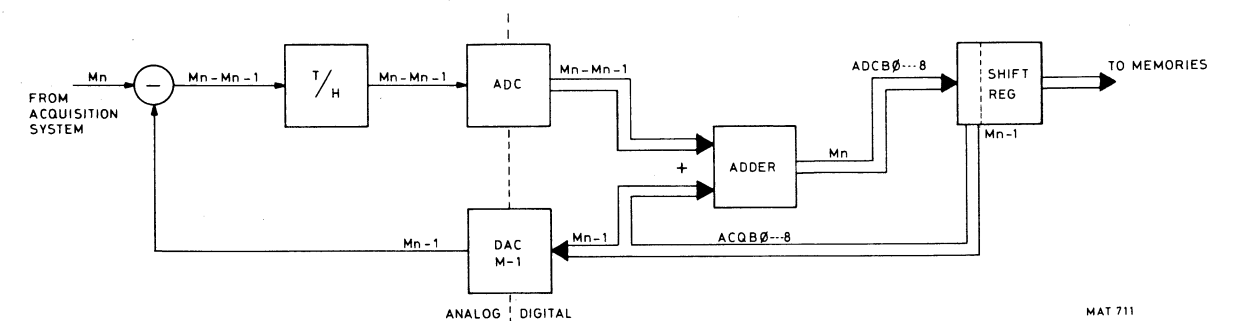 Mn
FROM
ACQUISITION
SYSTEM
−
Mn-Mn-1
T/H
Mn-Mn-1
ADC
Mn-Mn-1
+
ADDER
Mn
ADCBØ---8
SHIFT
REG
Mn-1
TO MEMORIES
Mn-1
DAC
M-1
Mn-1
ACQBØ---8
ANALOG
DIGITAL
MAT 711